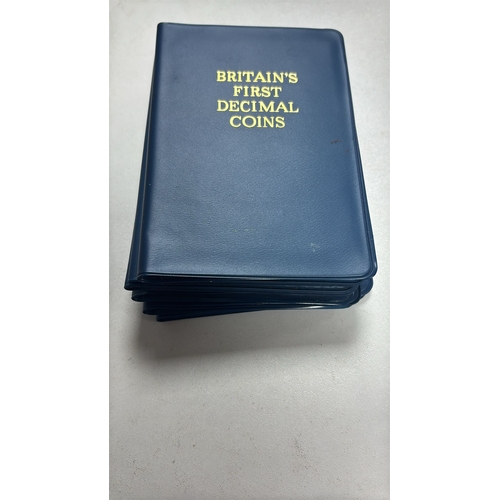 BRITAIN'S
FIRST
DECIMAL
COINS